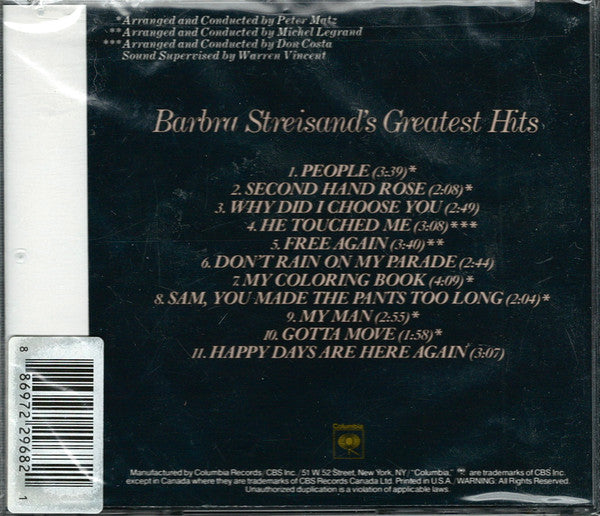 *Arranged and Conducted by Peter Matz
**Arranged and Conducted by Michel Legrand
***Arranged and Conducted by Don Costa
Sound Supervised by Warren Vincent
Barbra Streisand's Greatest Hits
1. PEOPLE (3:39)*
2. SECOND HAND ROSE (2:08)*
3. WHY DID I CHOOSE YOU (2:49)
4. HE TOUCHED ME (3:08)***
5. FREE AGAIN (3:40)**
6. DON'T RAIN ON MY PARADE (2:44)
7. MY COLORING BOOK (4:09)*
8. SAM, YOU MADE THE PANTS TOO LONG (2:04)*
9. MY MAN (2:55)*
10. GOTTA MOVE (1:58)*
11. HAPPY DAYS ARE HERE AGAIN (3:07)
8 86972 29682 1
Columbia
Manufactured by Columbia Records/CBS Inc./51 W. 52 Street, New York, NY/"Columbia," are trademarks of CBS Inc.
except in Canada where they are trademarks of CBS Records Canada Ltd. Printed in U.S.A./WARNING: All Rights Reserved.
Unauthorized duplication is a violation of applicable laws.